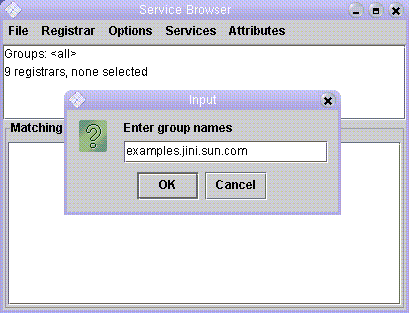 Service Browser
File Registrar Options Services Attributes
Groups: <all>
9 registrars, none selected
Input
Matching
Enter group names
examples.jini.sun.com
OK Cancel